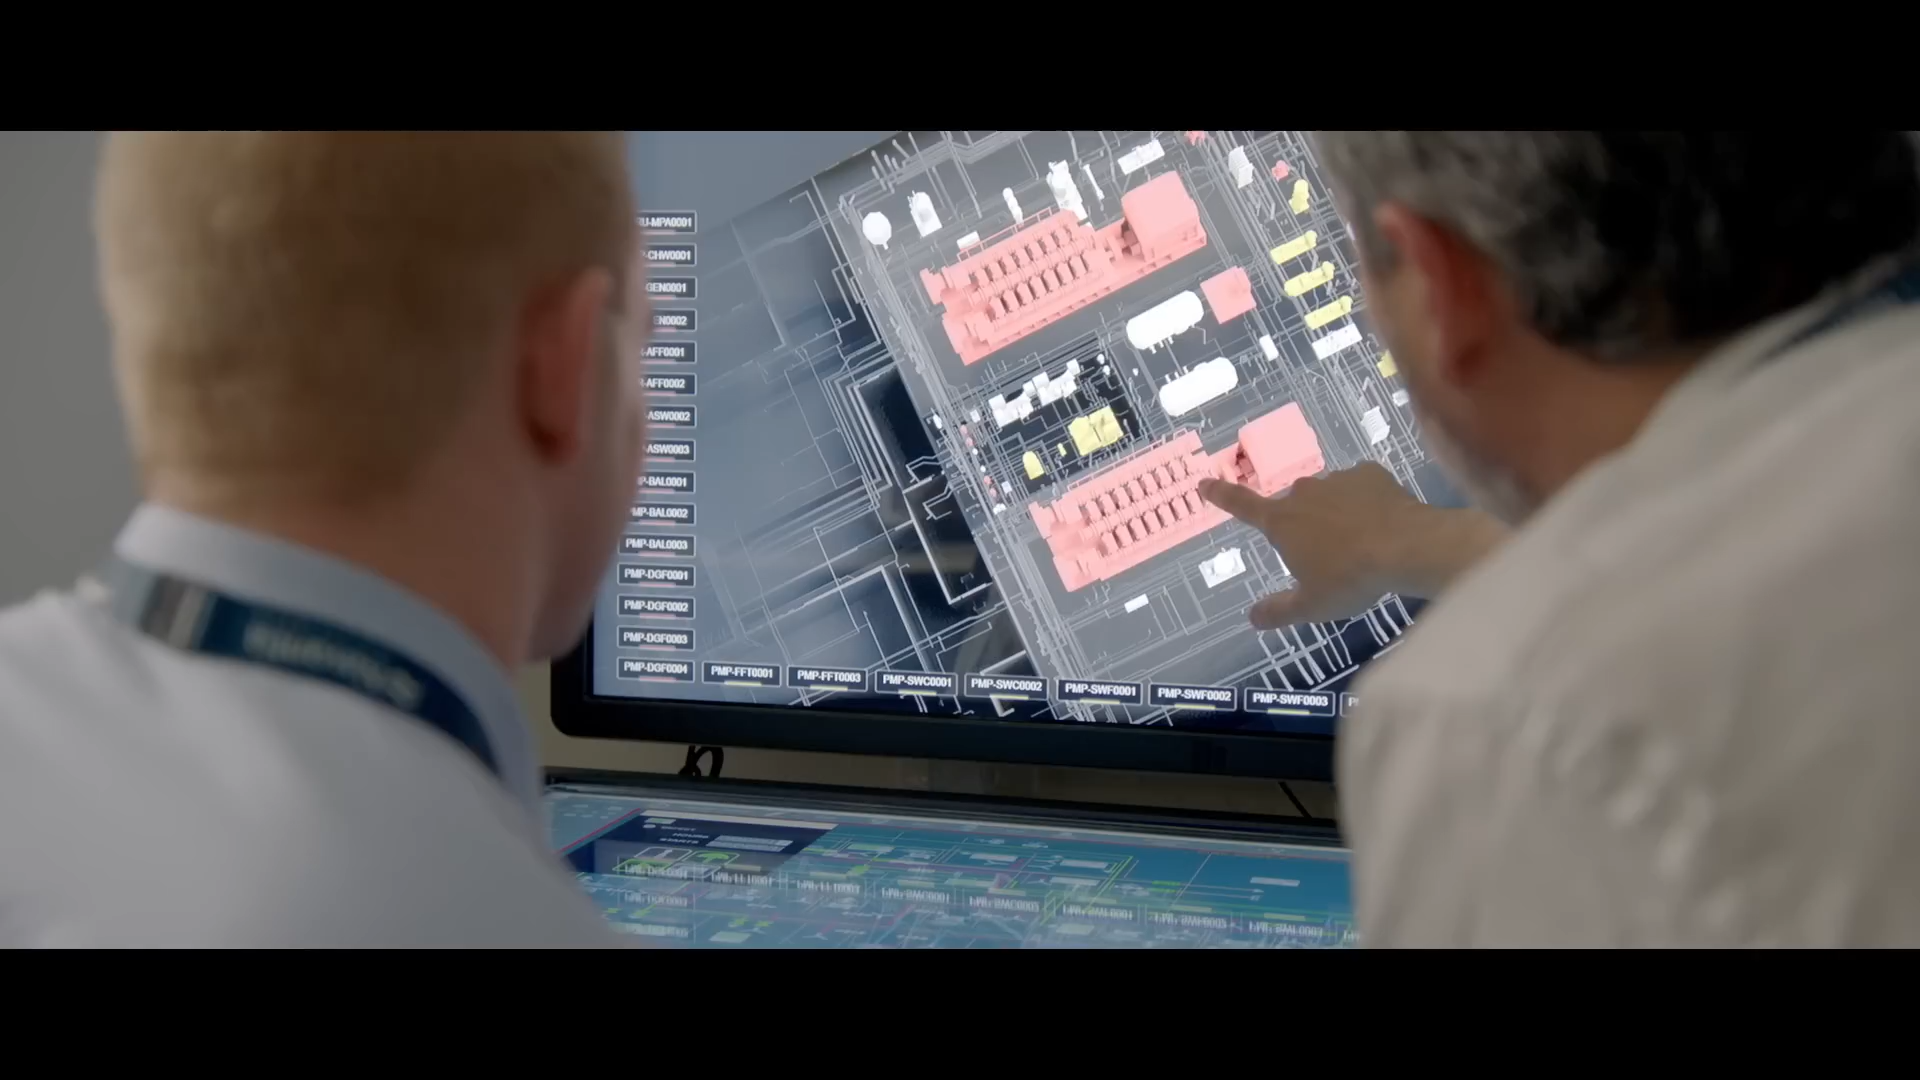 RU-MPA0001
-CHW0001
GEN0001
EN0002
-AFF0001
-AFF0002
-ASW0002
-ASW0003
P-BAL0001
MP-BAL0002
PMP-BAL0003
PMP-DGF0001
PMP-DGF0002
PMP-DGF0003
PMP-DGF0004
PMP-FFT0001
PMP-FFT0003
PMP-SWC0001
PMP-SWC0002
PMP-SWF0001
PMP-SWF0002
PMP-SWF0003